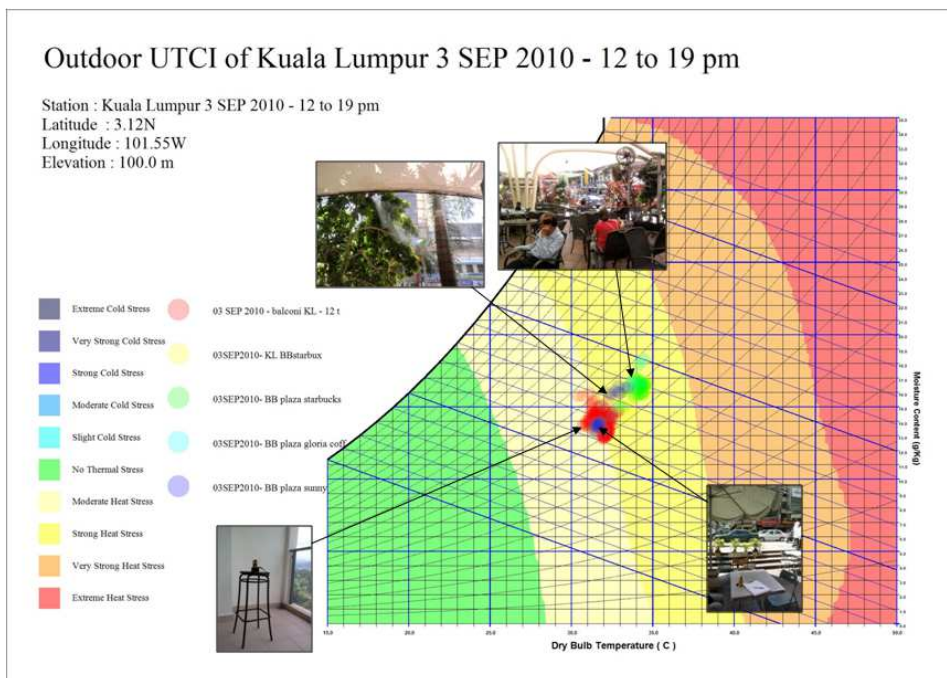 Outdoor UTCI of Kuala Lumpur 3 SEP 2010 - 12 to 19 pm
Station : Kuala Lumpur 3 SEP 2010 - 12 to 19 pm
Latitude : 3.12N
Longitude : 101.55W
Elevation : 100.0 m
Extreme Cold Stress
Very Strong Cold Stress
Strong Cold Stress
Moderate Cold Stress
Slight Cold Stress
No Thermal Stress
Moderate Heat Stress
Strong Heat Stress
Very Strong Heat Stress
Extreme Heat Stress
03 SEP 2010 - balconi KL - 12 t
03SEP2010- KL BBstarbux
03SEP2010- BB plaza starbucks
03SEP2010- BB plaza gloria coff
03SEP2010- BB plaza sunny
Moisture Content (g/Kg)
15.0 20.0 25.0 30.0 35.0 40.0 45.0 50.0
Dry Bulb Temperature ( C )